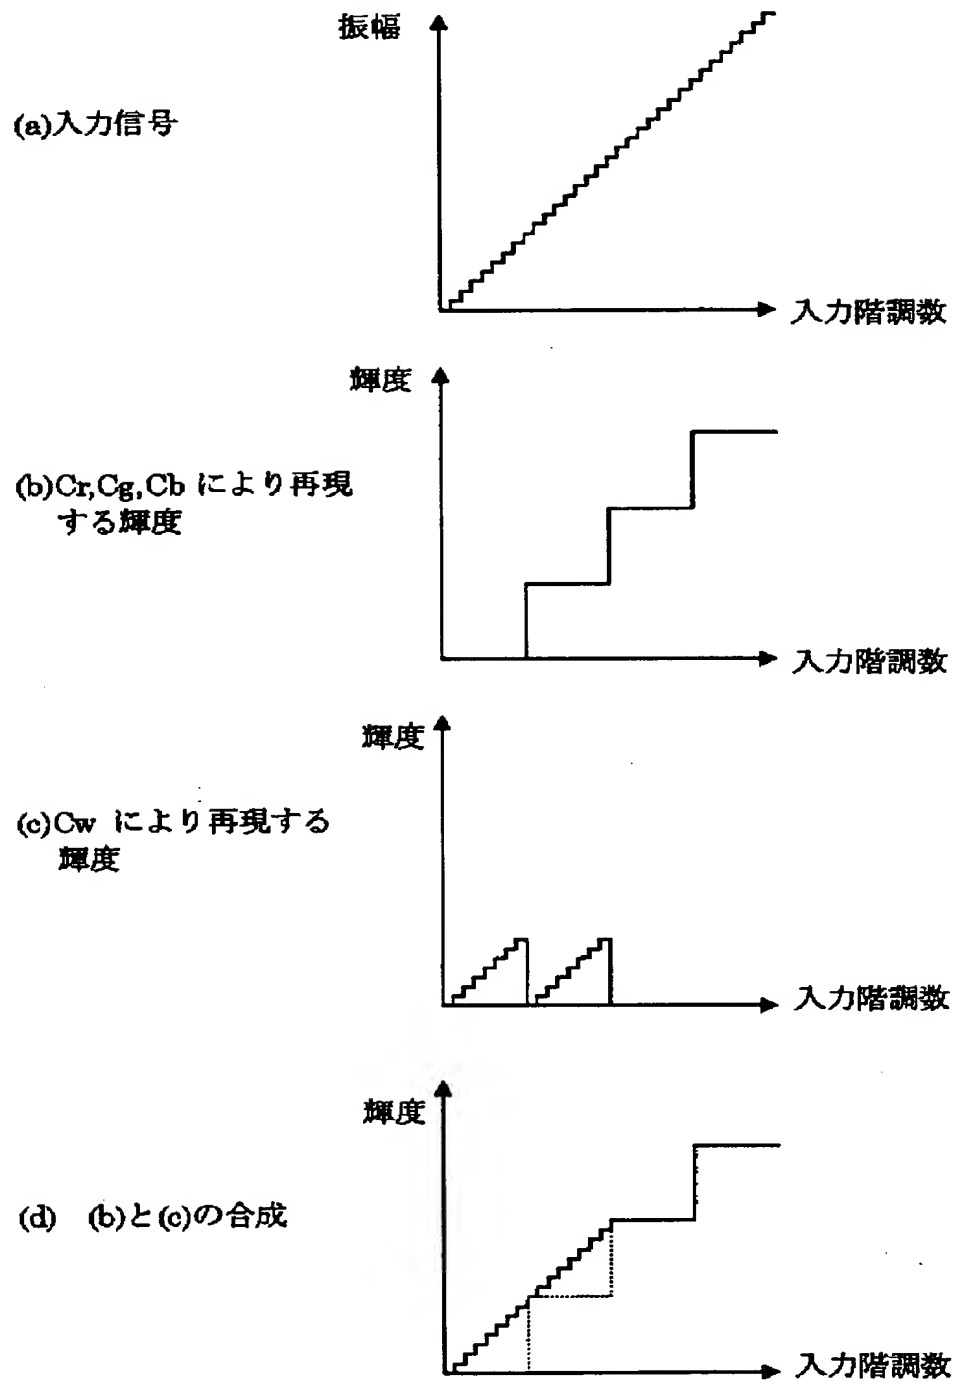 振幅
(a)入力信号
入力階調数
輝度
(b)Cr,Cg,Cb により再現
する輝度
入力階調数
輝度
(c)Cw により再現する
輝度
入力階調数
輝度
(d) (b)と(c)の合成
入力階調数